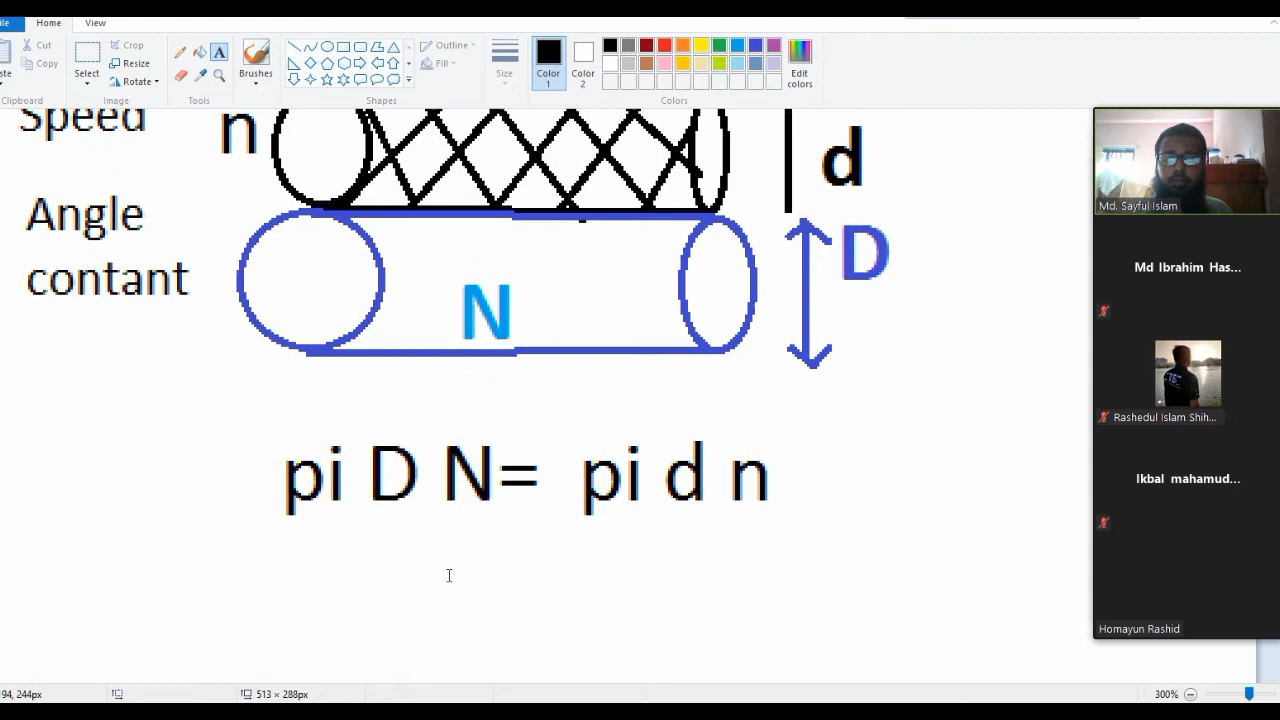 Home
View
Cut
Copy
Clipboard
Select
Crop
Resize
Rotate
Image
Tools
Brushes
Shapes
Outline
Fill
Size
Color
1
Color
2
Edit
colors
Colors
Speed
n
d
Angle
contant
D
N
pi D N= pi d n
Md. Sayful Islam
Md Ibrahim Has...
Rashedul Islam Shih...
Ikbal mahamud...
Homayun Rashid
94, 244px
513 × 288px
300%